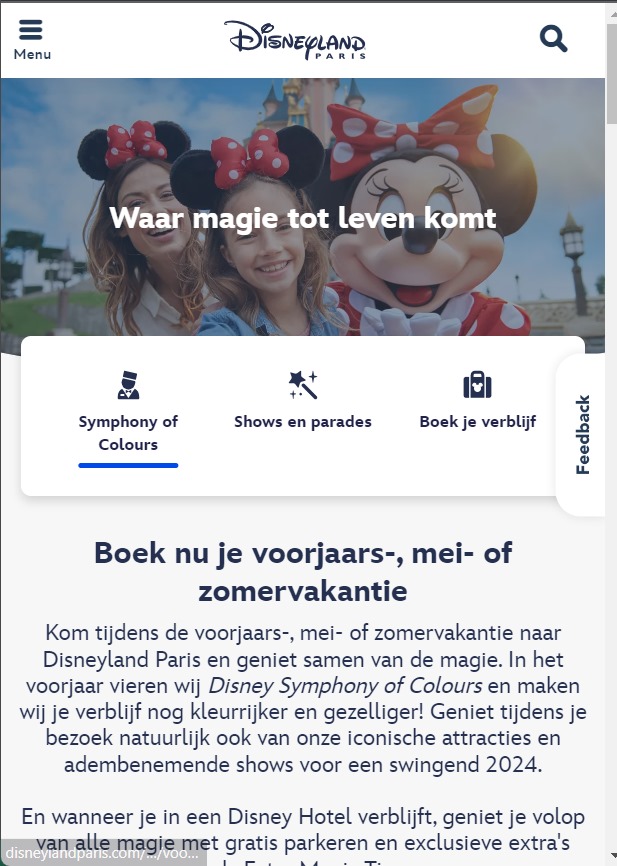 Menu
Disneyland
PARIS
Waar magie tot leven komt
Symphony of
Colours
Shows en parades
Boek je verblijf
Feedback
Boek nu je voorjaars-, mei- of
zomervakantie
Kom tijdens de voorjaars-, mei- of zomervakantie naar
Disneyland Paris en geniet samen van de magie. In het
voorjaar vieren wij Disney Symphony of Colours en maken
wij je verblijf nog kleurrijker en gezelliger! Geniet tijdens je
bezoek natuurlijk ook van onze iconische attracties en
adembenemende shows voor een swingend 2024.
En wanneer je in een Disney Hotel verblijft, geniet je volop
van alle magie met gratis parkeren en exclusieve extra's
disneylandparis.com/.../voo...